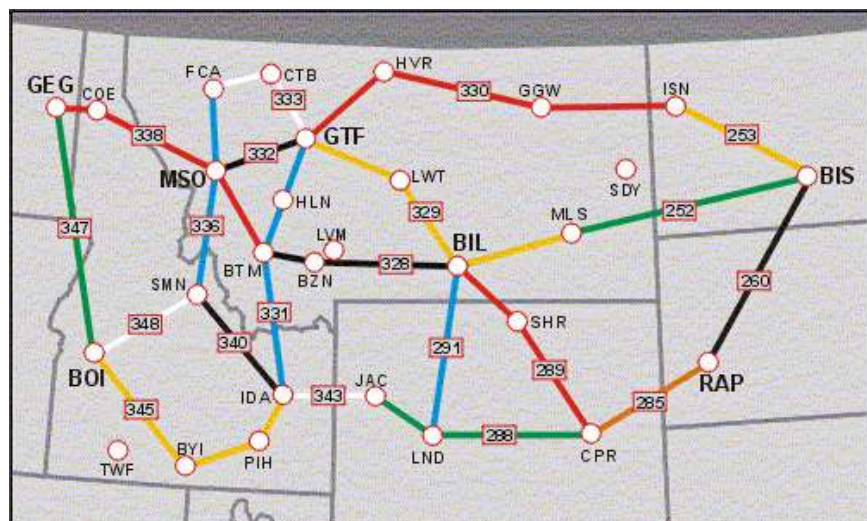 HVR
FCA
CTB
GEG
COE
333
330
GGW
ISN
338
332
GTF
253
MSO
LWT
SDY
BIS
HLN
329
MLS
252
347
336
LVM
BIL
BTM
BZN
328
260
SMN
331
348
340
SHR
291
BOI
289
RAP
IDA
343
JAC
285
345
BYI
288
TWF
PIH
LND
CPR